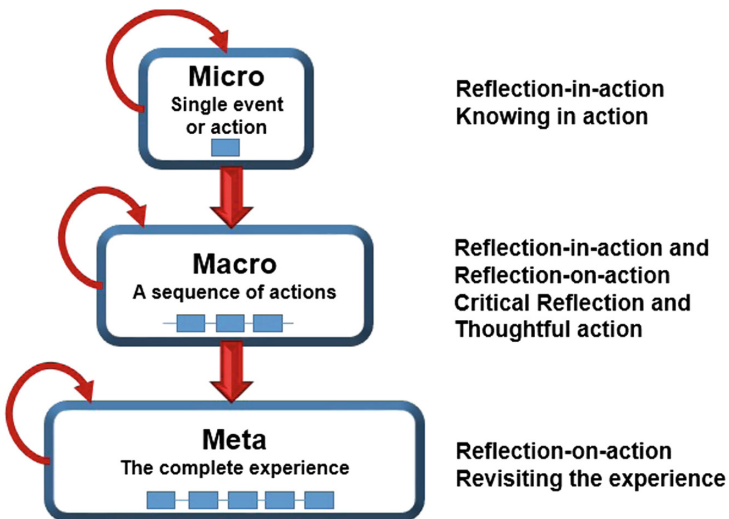 Micro
Single event
or action
Reflection-in-action
Knowing in action
Macro
A sequence of actions
Reflection-in-action and
Reflection-on-action
Critical Reflection and
Thoughtful action
Meta
The complete experience
Reflection-on-action
Revisiting the experience